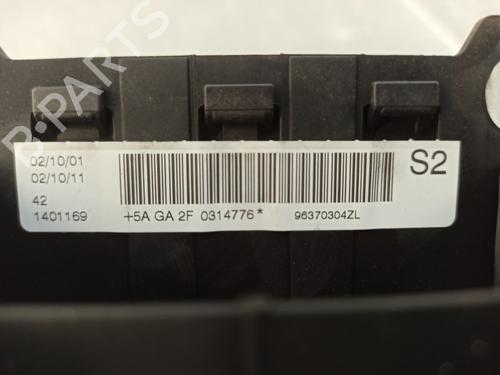 B-PARTS
02/10/01
02/10/11
42
1401169
+5A GA 2F 0314776*
96370304ZL
S2